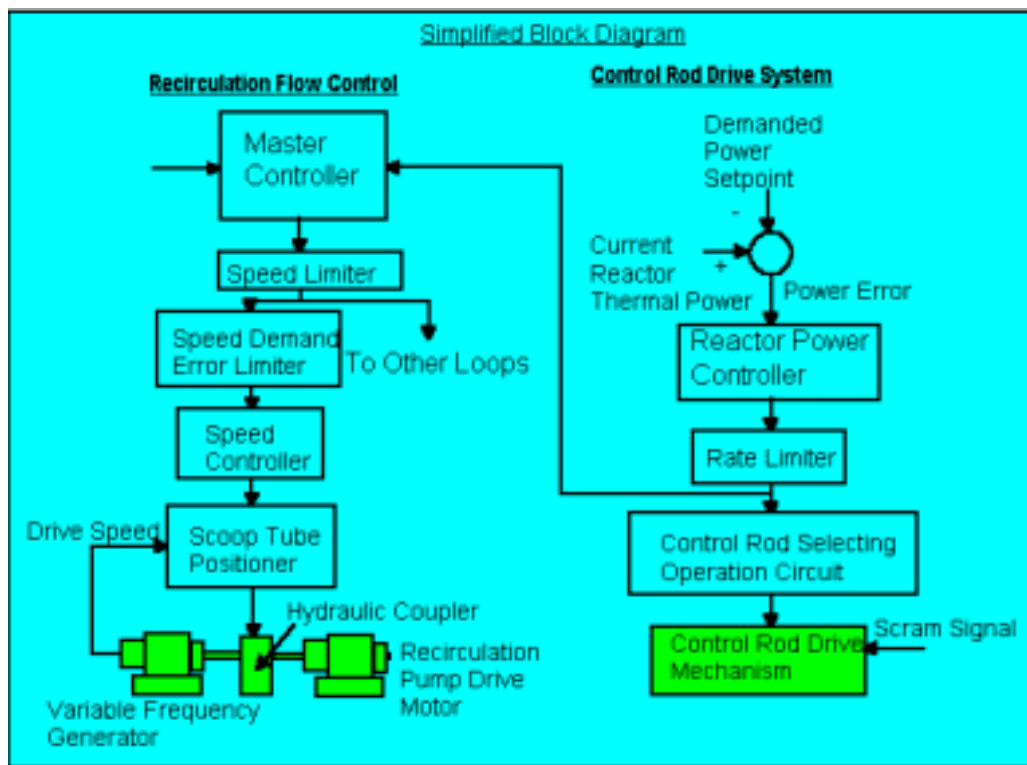 Simplified Block Diagram
Recirculation Flow Control
Master
Controller
Speed Limiter
Speed Demand
Error Limiter
To Other Loops
Speed
Controller
Drive Speed
Scoop Tube
Positioner
Hydraulic Coupler
Recirculation
Pump Drive
Motor
Variable Frequency
Generator
Control Rod Drive System
Demanded
Power
Setpoint
-
Current
Reactor
Thermal Power
+
Power Error
Reactor Power
Controller
Rate Limiter
Control Rod Selecting
Operation Circuit
Control Rod Drive
Mechanism
Scram Signal